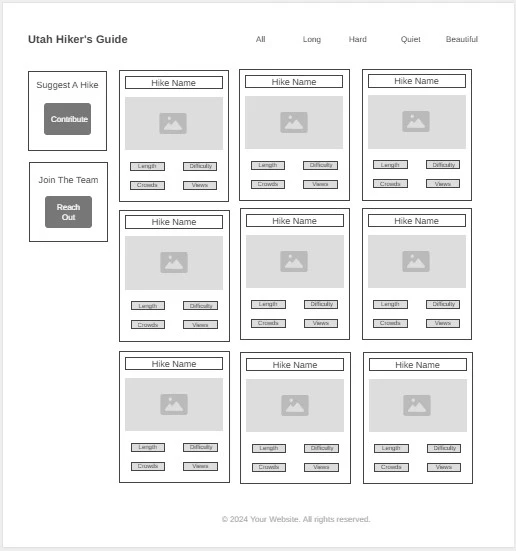 Utah Hiker's Guide
All Long Hard Quiet Beautiful
Suggest A Hike
Contribute
Join The Team
Reach
Out
Hike Name
Length Difficulty
Crowds Views
Hike Name
Length Difficulty
Crowds Views
Hike Name
Length Difficulty
Crowds Views
Hike Name
Length Difficulty
Crowds Views
Hike Name
Length Difficulty
Crowds Views
Hike Name
Length Difficulty
Crowds Views
Hike Name
Length Difficulty
Crowds Views
Hike Name
Length Difficulty
Crowds Views
Hike Name
Length Difficulty
Crowds Views
© 2024 Your Website. All rights reserved.